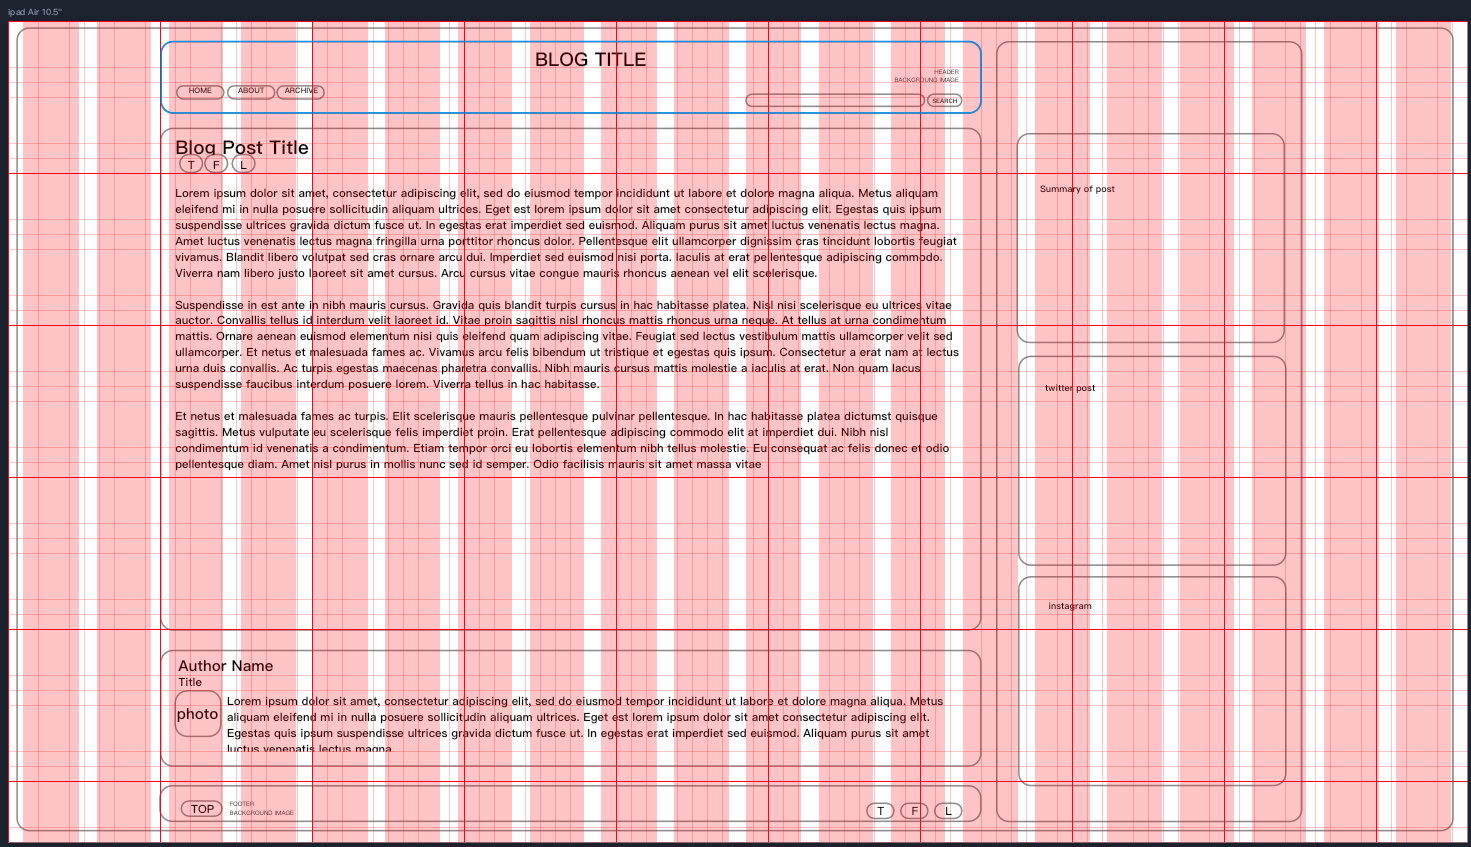 Ipad Air 10.5"
BLOG TITLE
HEADER
BACKGROUND IMAGE
HOME ABOUT ARCHIVE
SEARCH
Blog Post Title
T F L
Lorem ipsum dolor sit amet, consectetur adipiscing elit, sed do eiusmod tempor incididunt ut labore et dolore magna aliqua. Metus aliquam
eleifend mi in nulla posuere sollicitudin aliquam ultrices. Eget est lorem ipsum dolor sit amet consectetur adipiscing elit. Egestas quis ipsum
suspendisse ultrices gravida dictum fusce ut. In egestas erat imperdiet sed euismod. Aliquam purus sit amet luctus venenatis lectus magna.
Amet luctus venenatis lectus magna fringilla urna porttitor rhoncus dolor. Pellentesque elit ullamcorper dignissim cras tincidunt lobortis feugiat
vivamus. Blandit libero volutpat sed cras ornare arcu dui. Imperdiet sed euismod nisi porta. Iaculis at erat pellentesque adipiscing commodo.
Viverra nam libero justo laoreet sit amet cursus. Arcu cursus vitae congue mauris rhoncus aenean vel elit scelerisque.
Suspendisse in est ante in nibh mauris cursus. Gravida quis blandit turpis cursus in hac habitasse platea. Nisl nisi scelerisque eu ultrices vitae
auctor. Convallis tellus id interdum velit laoreet id. Vitae proin sagittis nisl rhoncus mattis rhoncus urna neque. At tellus at urna condimentum
mattis. Ornare aenean euismod elementum nisi quis eleifend quam adipiscing vitae. Feugiat sed lectus vestibulum mattis ullamcorper velit sed
ullamcorper. Et netus et malesuada fames ac. Vivamus arcu felis bibendum ut tristique et egestas quis ipsum. Consectetur a erat nam at lectus
urna duis convallis. Ac turpis egestas maecenas pharetra convallis. Nibh mauris cursus mattis molestie a iaculis at erat. Non quam lacus
suspendisse faucibus interdum posuere lorem. Viverra tellus in hac habitasse.
Et netus et malesuada fames ac turpis. Elit scelerisque mauris pellentesque pulvinar pellentesque. In hac habitasse platea dictumst quisque
sagittis. Metus vulputate eu scelerisque felis imperdiet proin. Erat pellentesque adipiscing commodo elit at imperdiet dui. Nibh nisl
condimentum id venenatis a condimentum. Etiam tempor orci eu lobortis elementum nibh tellus molestie. Eu consequat ac felis donec et odio
pellentesque diam. Amet nisl purus in mollis nunc sed id semper. Odio facilisis mauris sit amet massa vitae
Author Name
Title
photo
Lorem ipsum dolor sit amet, consectetur adipiscing elit, sed do eiusmod tempor incididunt ut labore et dolore magna aliqua. Metus
aliquam eleifend mi in nulla posuere sollicitudin aliquam ultrices. Eget est lorem ipsum dolor sit amet consectetur adipiscing elit.
Egestas quis ipsum suspendisse ultrices gravida dictum fusce ut. In egestas erat imperdiet sed euismod. Aliquam purus sit amet
luctus venenatis lectus magna.
TOP
FOOTER
BACKGROUND IMAGE
T F L
Summary of post
twitter post
instagram